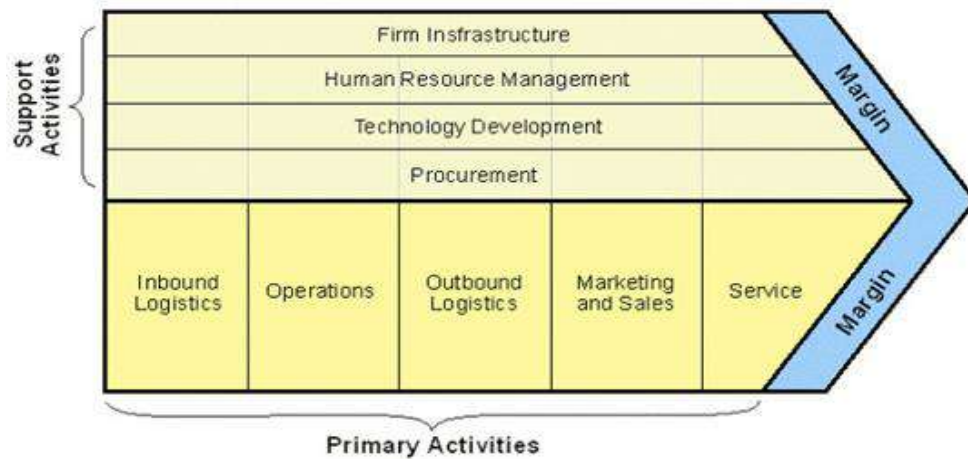 Support
Activities
Firm Insfrastructure
Human Resource Management
Technology Development
Procurement
Margin
Inbound
Logistics
Operations
Outbound
Logistics
Marketing
and Sales
Service
Margin
Primary Activities